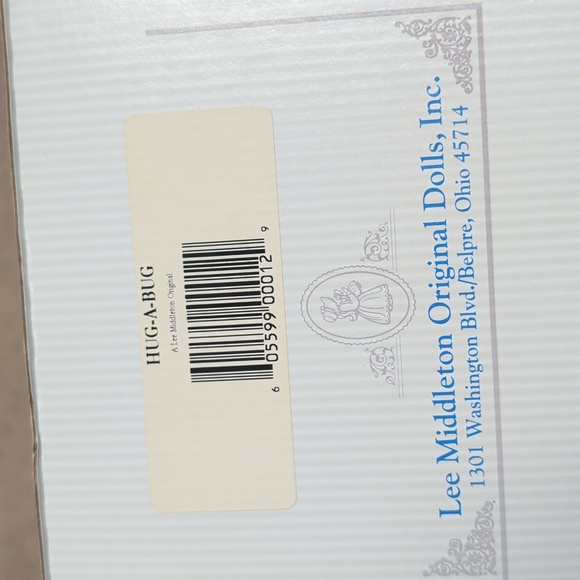 HUG-A-BUG
A Lee Middleton Original
6 05599 00012 9
Lee Middleton Original Dolls, Inc.
1301 Washington Blvd./Belpre, Ohio 45714